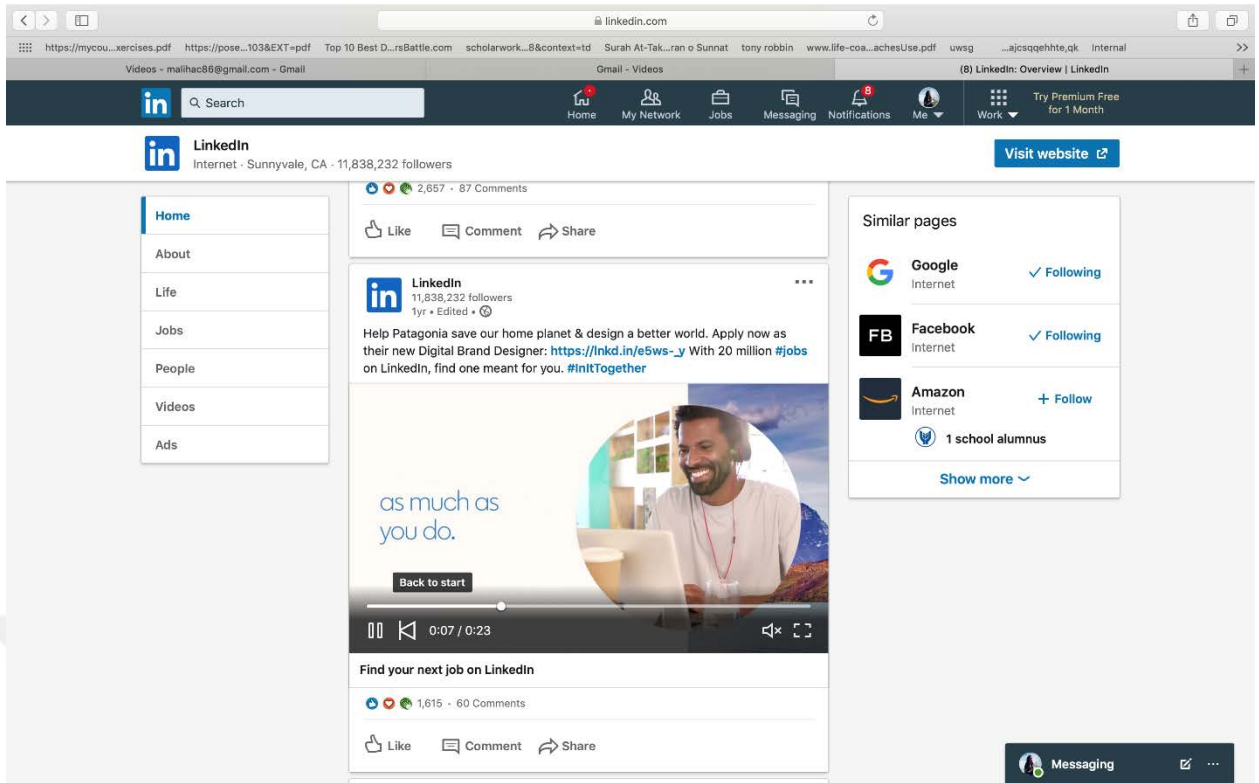 linkedin.com
https://mycou...xercises.pdf https://pose...103&EXT=pdf Top 10 Best D...rsBattle.com scholarwork...8&context=td Surah At-Tak...ran o Sunnat tony robbin www.life-coa...achesUse.pdf uwsg ...ajcsqqehhte,qk Internal >>
Videos - malihac86@gmail.com - Gmail Gmail - Videos (8) LinkedIn: Overview | LinkedIn +
in Search Home My Network Jobs Messaging 8 Notifications Me Work Try Premium Free
for 1 Month
in LinkedIn
Internet · Sunnyvale, CA · 11,838,232 followers
Visit website
Home
About
Life
Jobs
People
Videos
Ads
2,657 · 87 Comments
Like Comment Share
in LinkedIn
11,838,232 followers
1yr • Edited •
Help Patagonia save our home planet & design a better world. Apply now as
their new Digital Brand Designer: https://lnkd.in/e5ws-_y With 20 million #jobs
on LinkedIn, find one meant for you. #InItTogether
as much as
you do.
Back to start
0:07 / 0:23
Find your next job on LinkedIn
1,615 · 60 Comments
Like Comment Share
Similar pages
Google
Internet
Following
FB Facebook
Internet
Following
Amazon
Internet
+ Follow
1 school alumnus
Show more
Messaging